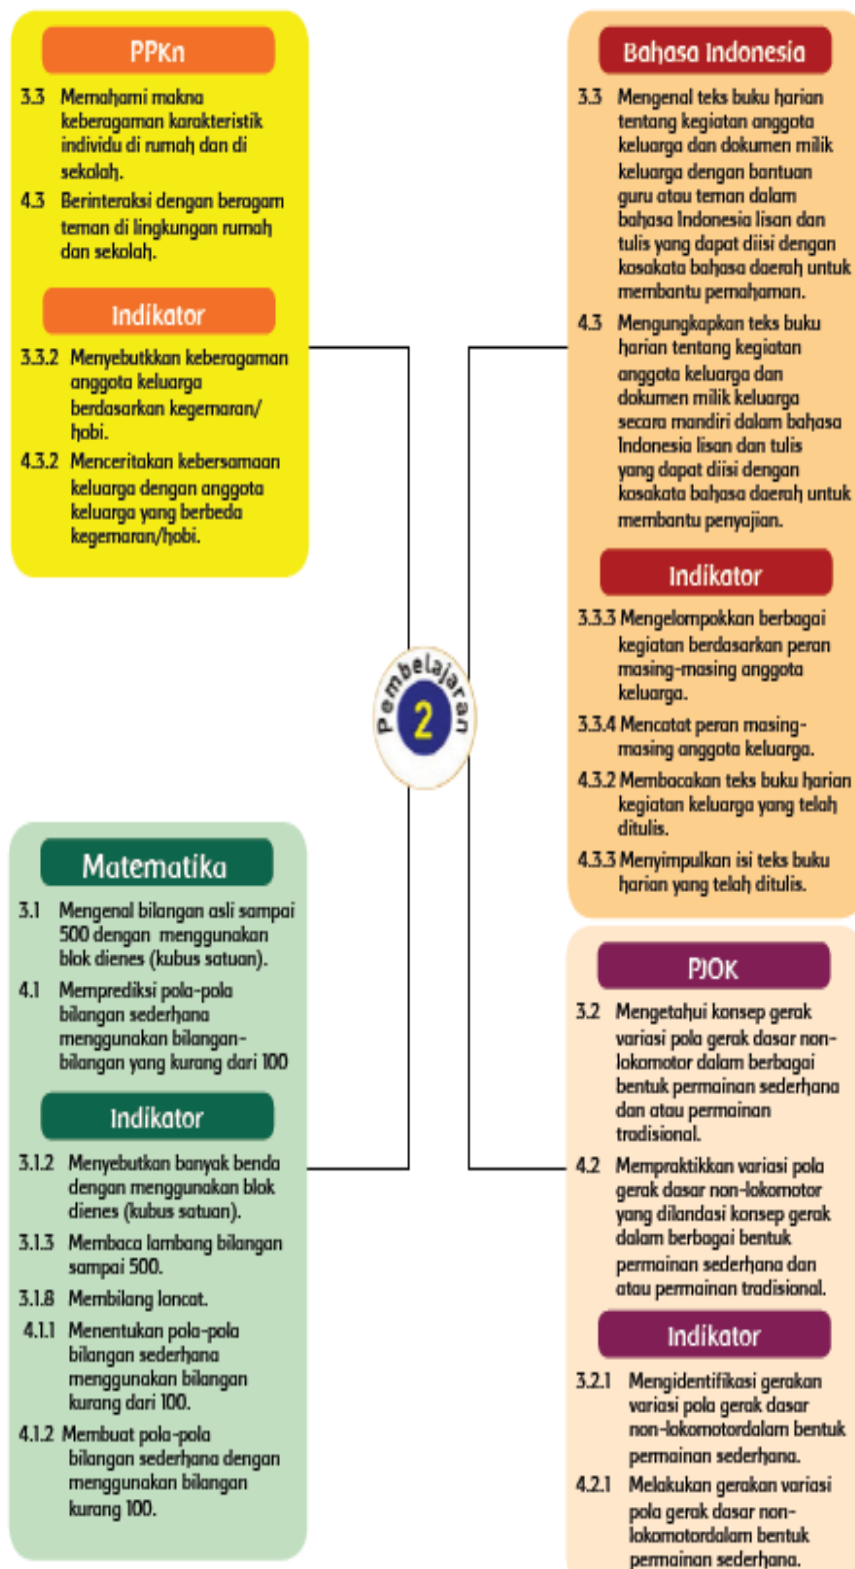 PPKn
3.3 Memahami makna
keberagaman karakteristik
individu di rumah dan di
sekolah.
4.3 Berinteraksi dengan beragam
teman di lingkungan rumah
dan sekolah.
Indikator
3.3.2 Menyebutkkan keberagaman
anggota keluarga
berdasarkan kegemaran/
hobi.
4.3.2 Menceritakan kebersamaan
keluarga dengan anggota
keluarga yang berbeda
kegemaran/hobi.
Bahasa Indonesia
3.3 Mengenal teks buku harian
tentang kegiatan anggota
keluarga dan dokumen milik
keluarga dengan bantuan
guru atau teman dalam
bahasa Indonesia lisan dan
tulis yang dapat diisi dengan
kosakata bahasa daerah untuk
membantu pemahaman.
4.3 Mengungkapkan teks buku
harian tentang kegiatan
anggota keluarga dan
dokumen milik keluarga
secara mandiri dalam bahasa
Indonesia lisan dan tulis
yang dapat diisi dengan
kosakata bahasa daerah untuk
membantu penyajian.
Indikator
3.3.3 Mengelompokkan berbagai
kegiatan berdasarkan peran
masing-masing anggota
keluarga.
3.3.4 Mencatat peran masing-
masing anggota keluarga.
4.3.2 Membacakan teks buku harian
kegiatan keluarga yang telah
ditulis.
4.3.3 Menyimpulkan isi teks buku
harian yang telah ditulis.
Pembelajaran
2
Matematika
3.1 Mengenal bilangan asli sampai
500 dengan menggunakan
blok dienes (kubus satuan).
4.1 Memprediksi pola-pola
bilangan sederhana
menggunakan bilangan-
bilangan yang kurang dari 100
Indikator
3.1.2 Menyebutkan banyak benda
dengan menggunakan blok
dienes (kubus satuan).
3.1.3 Membaca lambang bilangan
sampai 500.
3.1.8 Membilang loncat.
4.1.1 Menentukan pola-pola
bilangan sederhana
menggunakan bilangan
kurang dari 100.
4.1.2 Membuat pola-pola
bilangan sederhana dengan
menggunakan bilangan
kurang 100.
PJOK
3.2 Mengetahui konsep gerak
variasi pola gerak dasar non-
lokomotor dalam berbagai
bentuk permainan sederhana
dan atau permainan
tradisional.
4.2 Mempraktikkan variasi pola
gerak dasar non-lokomotor
yang dilandasi konsep gerak
dalam berbagai bentuk
permainan sederhana dan
atau permainan tradisional.
Indikator
3.2.1 Mengidentifikasi gerakan
variasi pola gerak dasar
non-lokomotordalam bentuk
permainan sederhana.
4.2.1 Melakukan gerakan variasi
pola gerak dasar non-
lokomotordalam bentuk
permainan sederhana.